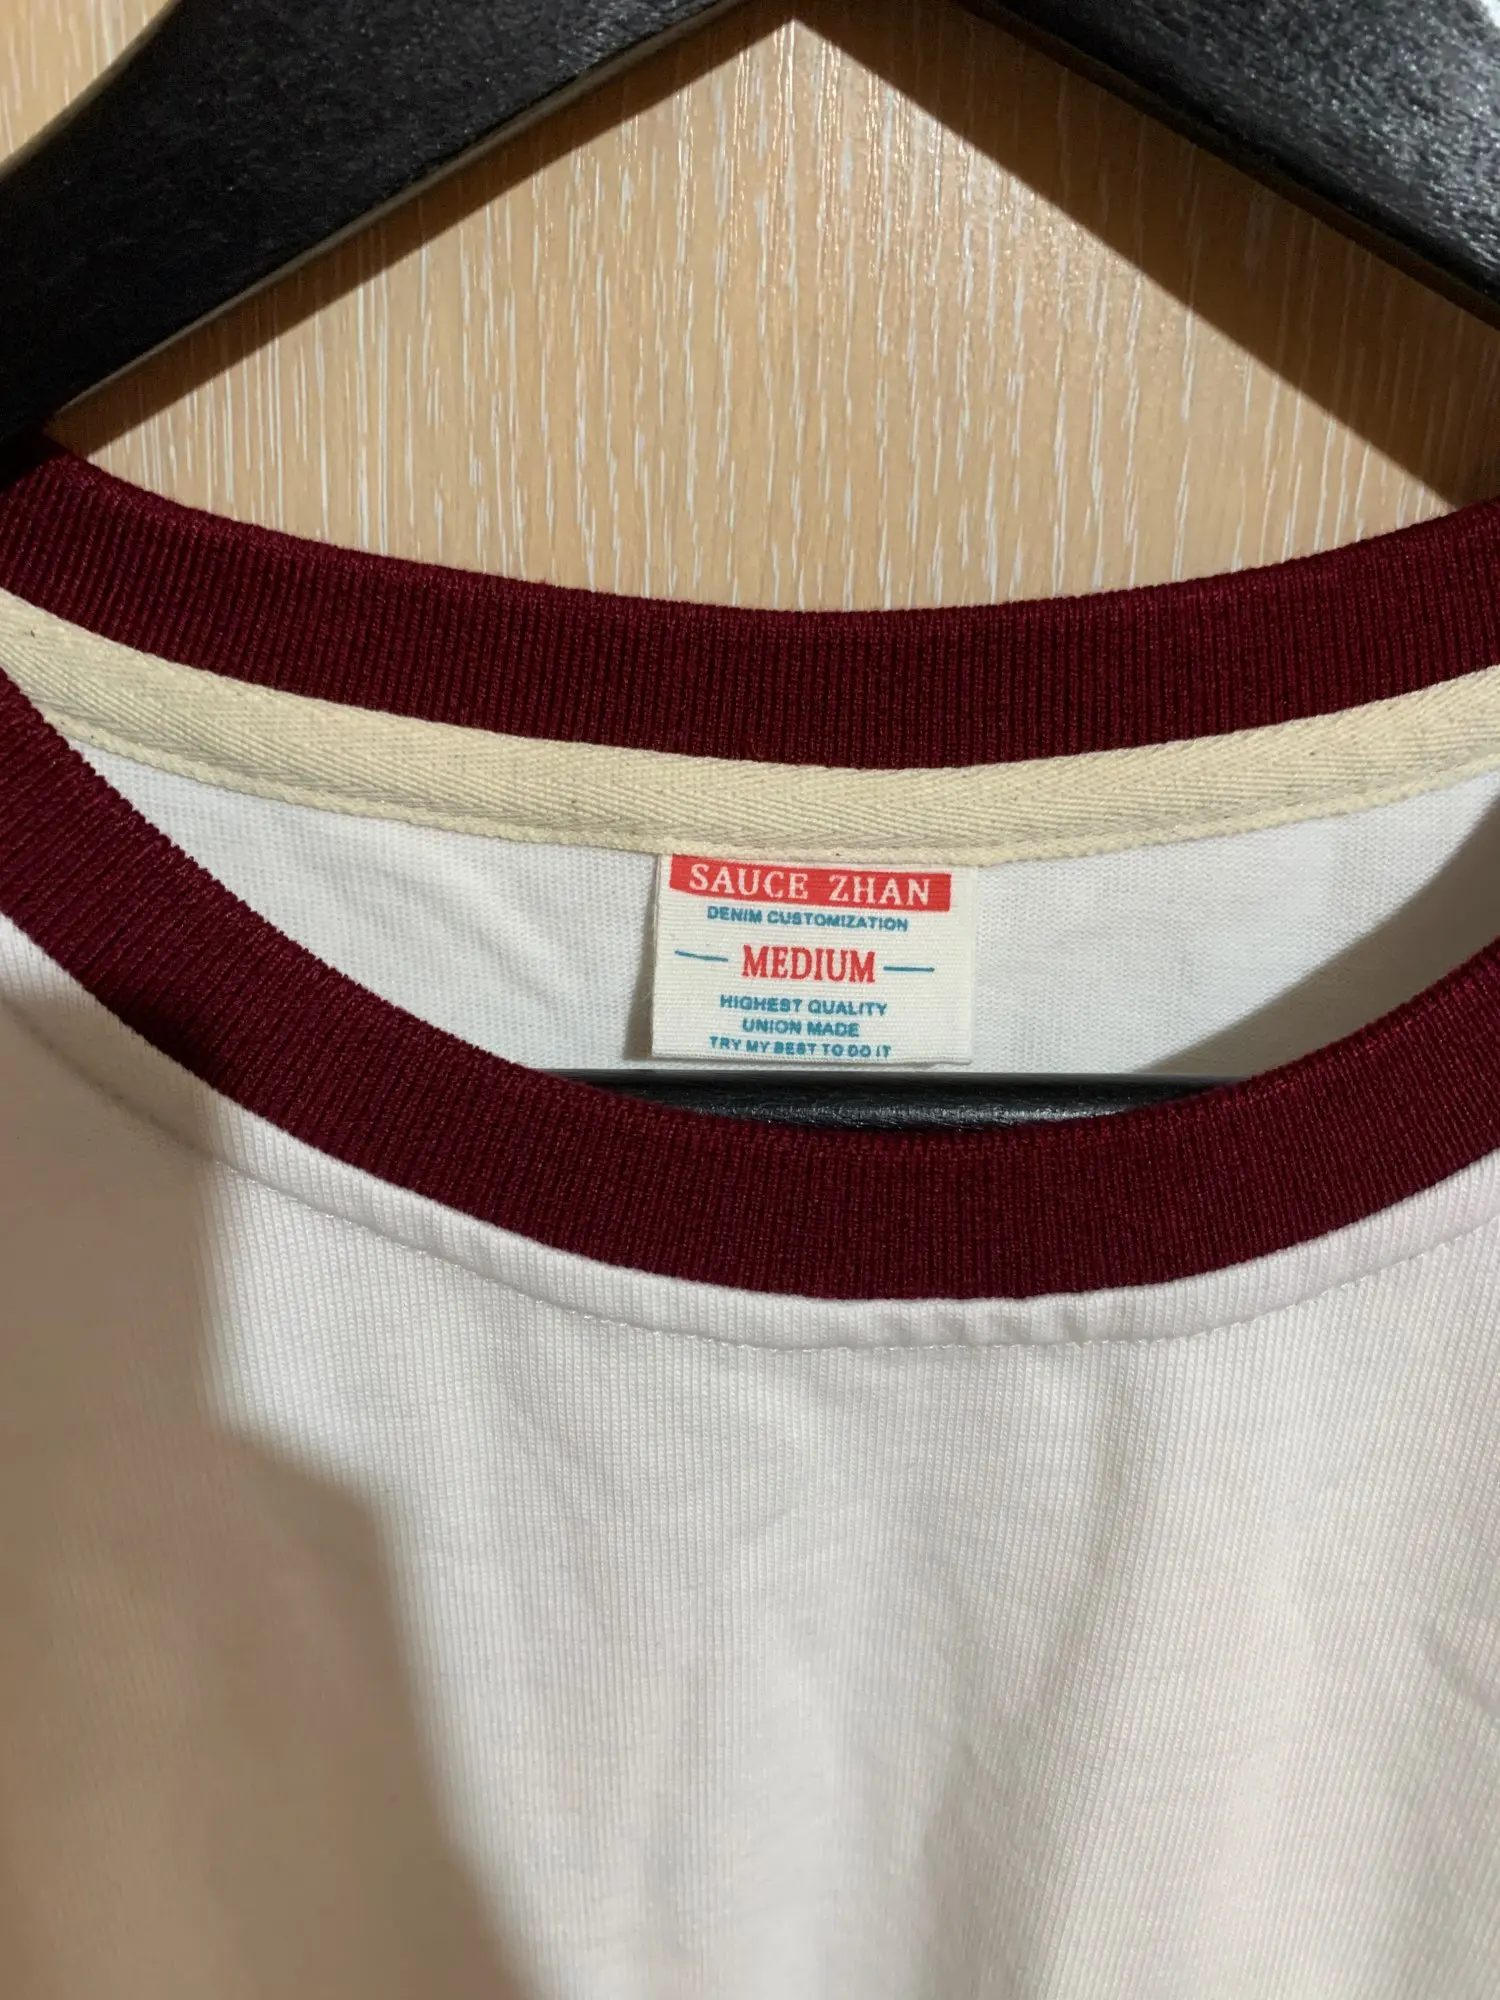 SAUCE ZHAN
DENIM CUSTOMIZATION
MEDIUM
HIGHEST QUALITY
UNION MADE
TRY MY BEST TO DO IT